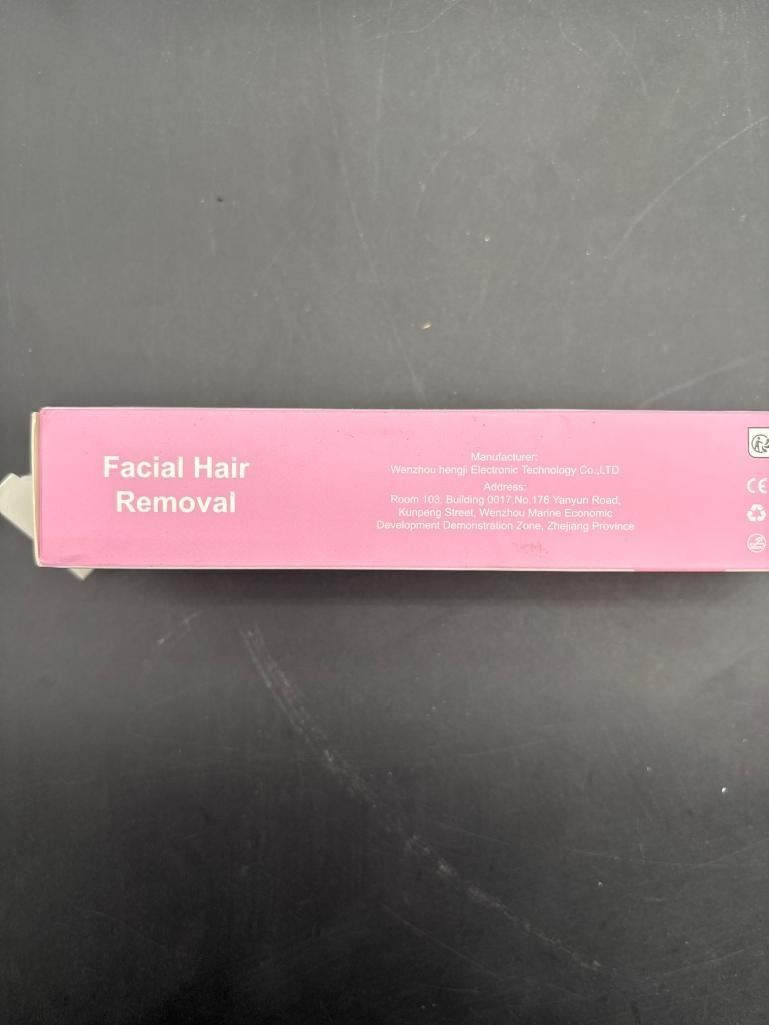 Facial Hair
Removal
Manufacturer:
Wenzhou hengji Electronic Technology Co.,LTD
Address:
Room 103, Building 0017,No.176 Yanyun Road,
Kunpeng Street, Wenzhou Marine Economic
Development Demonstration Zone, Zhejiang Province
CE